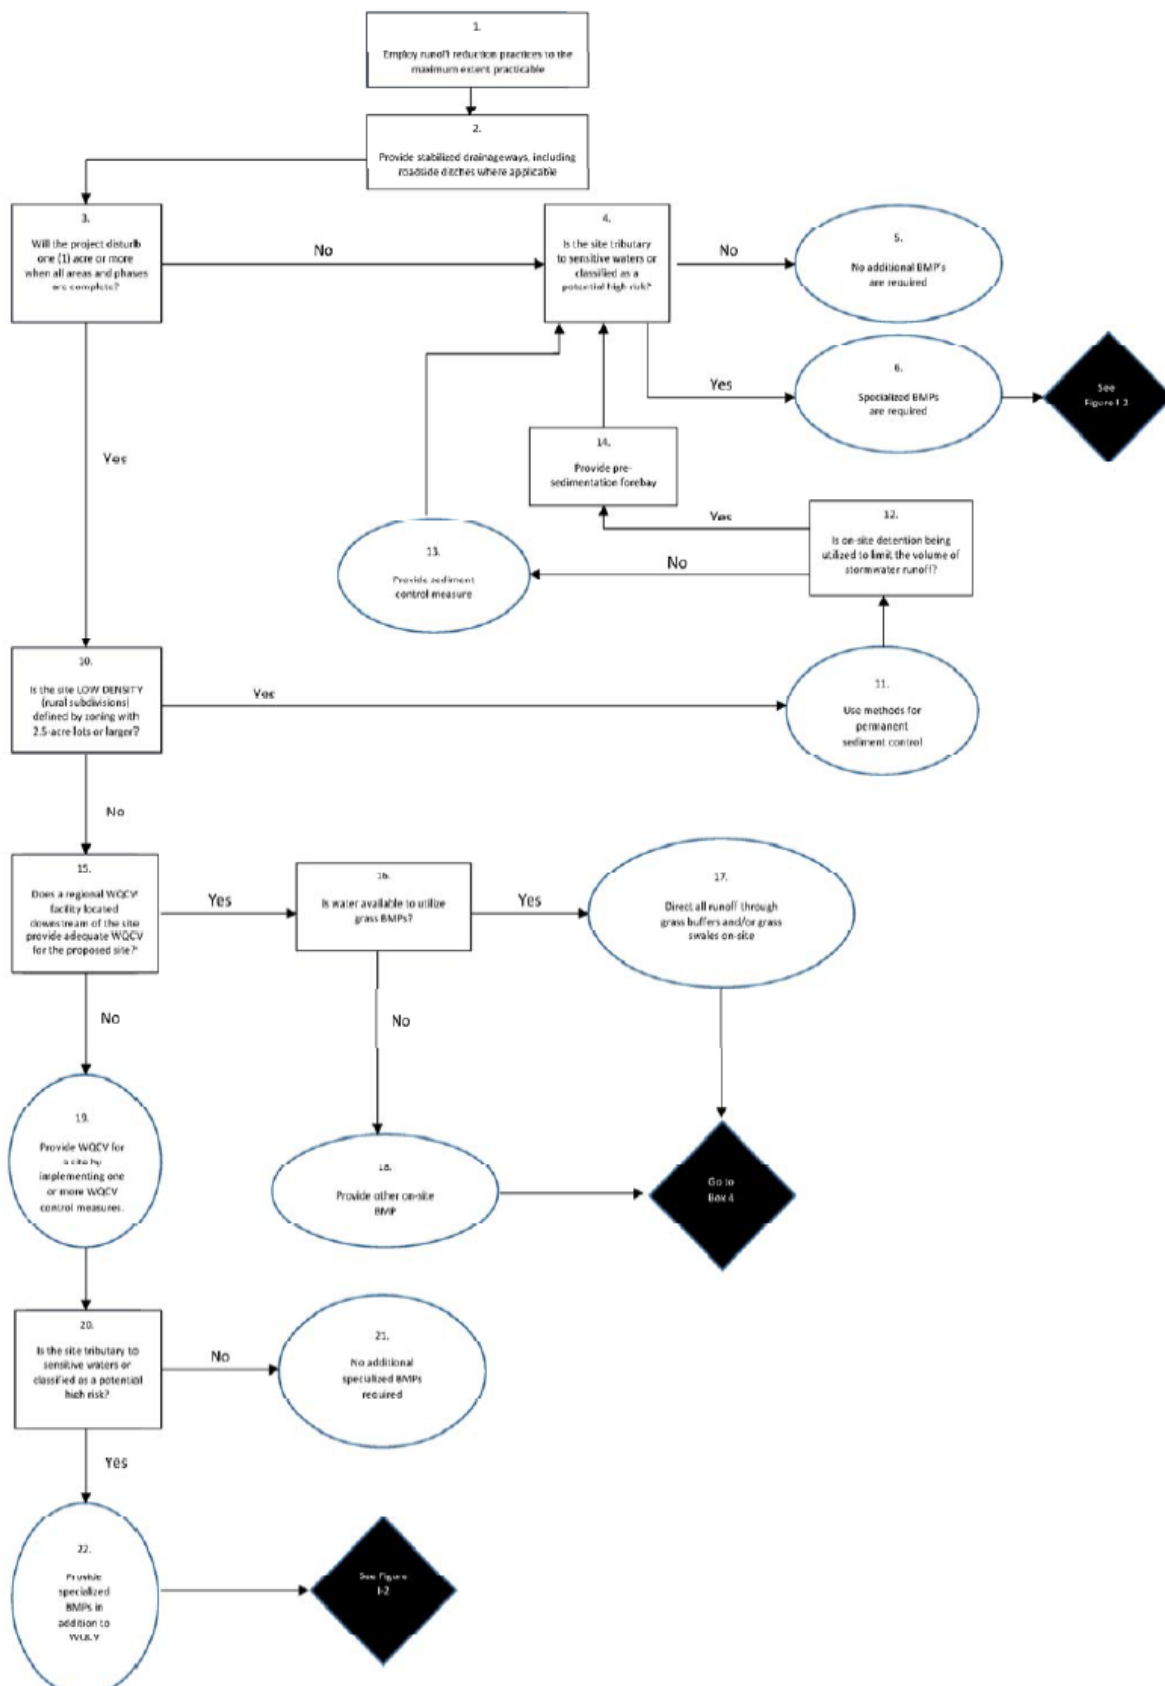 1.
Employ runoff reduction practices to the
maximum extent practicable
2.
Provide stabilized drainageways, including
roadside ditches where applicable
3.
Will the project disturb
one (1) acre or more
when all areas and phases
are complete?
No
4.
Is the site tributary
to sensitive waters or
classified as a
potential high risk?
No
5.
No additional BMP's
are required
Yes
6.
Specialized BMPs
are required
See
Figure I-2
Yes
14.
Provide pre-
sedimentation forebay
Yes
12.
Is on-site detention being
utilized to limit the volume of
stormwater runoff?
No
13.
Provide sediment
control measure
10.
Is the site LOW DENSITY
(rural subdivisions)
defined by zoning with
2.5-acre lots or larger?
Yes
11.
Use methods for
permanent
sediment control
No
15.
Does a regional WQCV
facility located
downstream of the site
provide adequate WQCV
for the proposed site?
Yes
16.
Is water available to utilize
grass BMPs?
Yes
17.
Direct all runoff through
grass buffers and/or grass
swales on-site
No
No
19.
Provide WQCV for
a site by
implementing one
or more WQCV
control measures.
18.
Provide other on-site
BMP
Go to
Box 4
20.
Is the site tributary to
sensitive waters or
classified as a potential
high risk?
No
21.
No additional
specialized BMPs
required
Yes
22.
Provide
specialized
BMPs in
addition to
WQCV
See Figure
I-2